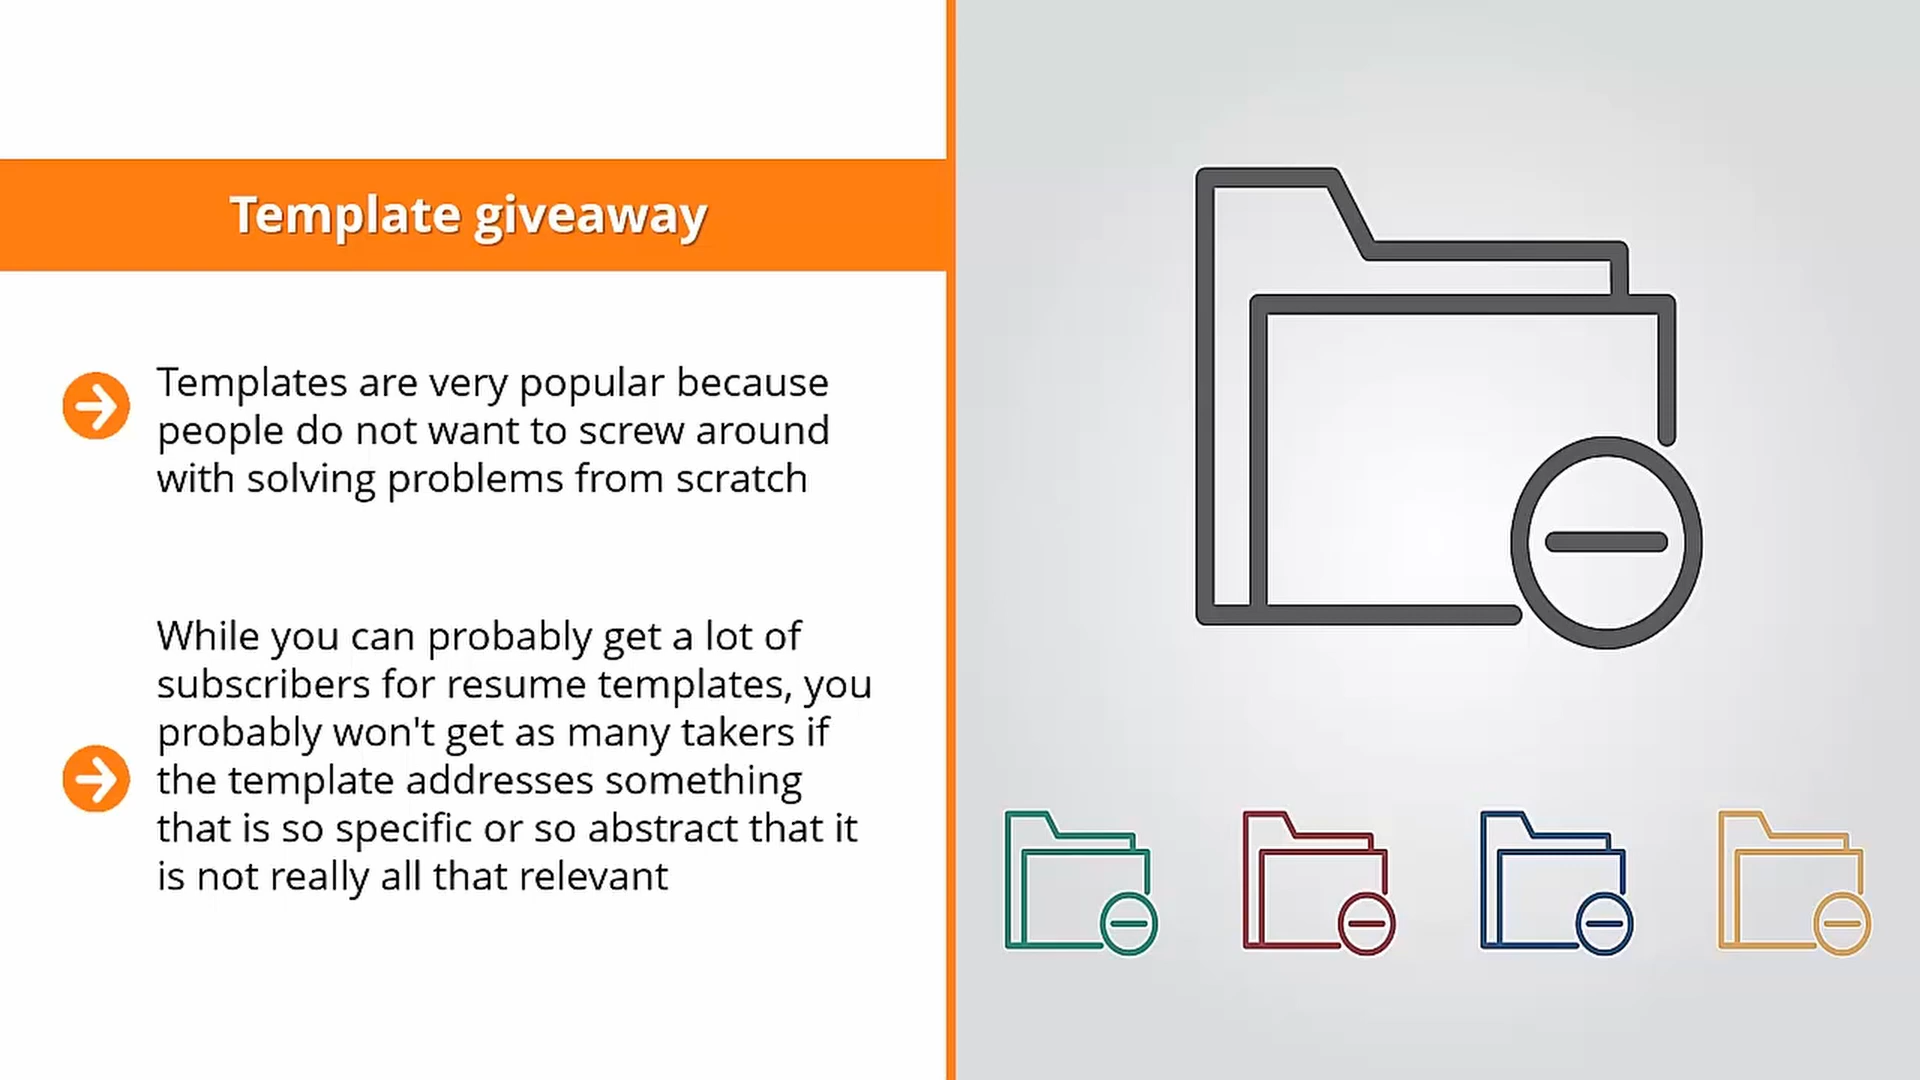 Template giveaway
Templates are very popular because
people do not want to screw around
with solving problems from scratch
While you can probably get a lot of
subscribers for resume templates, you
probably won't get as many takers if
the template addresses something
that is so specific or so abstract that it
is not really all that relevant